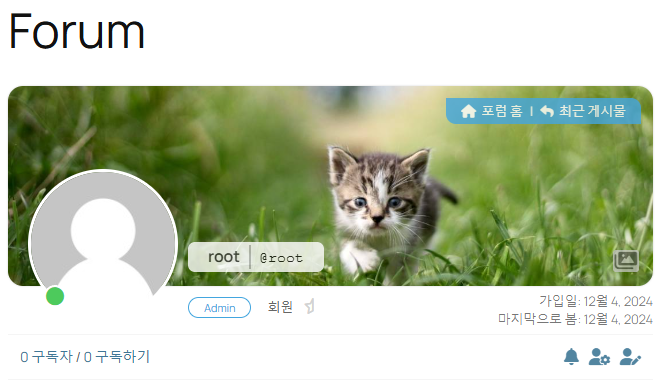 Forum
포럼 홈 | 최근 게시물
root @root
Admin 회원
가입일: 12월 4, 2024
마지막으로 봄: 12월 4, 2024
0 구독자 / 0 구독하기